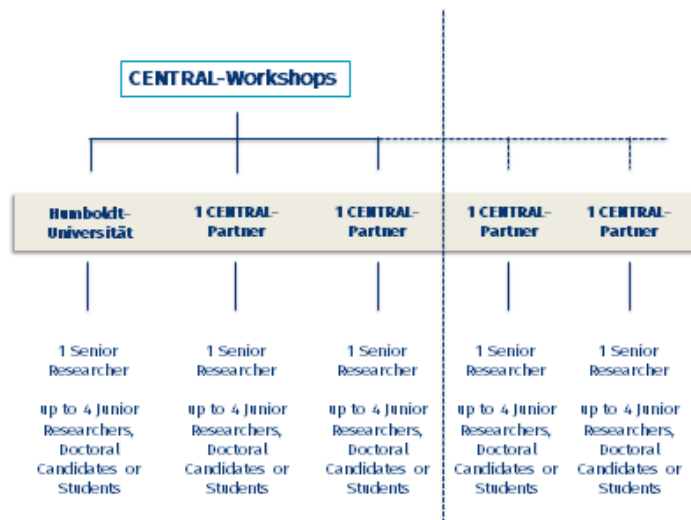 CENTRAL-Workshops
Humboldt-
Universität
1 CENTRAL-
Partner
1 CENTRAL-
Partner
1 CENTRAL-
Partner
1 CENTRAL-
Partner
1 Senior
Researcher
up to 4 Junior
Researchers,
Doctoral
Candidates or
Students
1 Senior
Researcher
up to 4 Junior
Researchers,
Doctoral
Candidates or
Students
1 Senior
Researcher
up to 4 Junior
Researchers,
Doctoral
Candidates or
Students
1 Senior
Researcher
up to 4 Junior
Researchers,
Doctoral
Candidates or
Students
1 Senior
Researcher
up to 4 Junior
Researchers,
Doctoral
Candidates or
Students